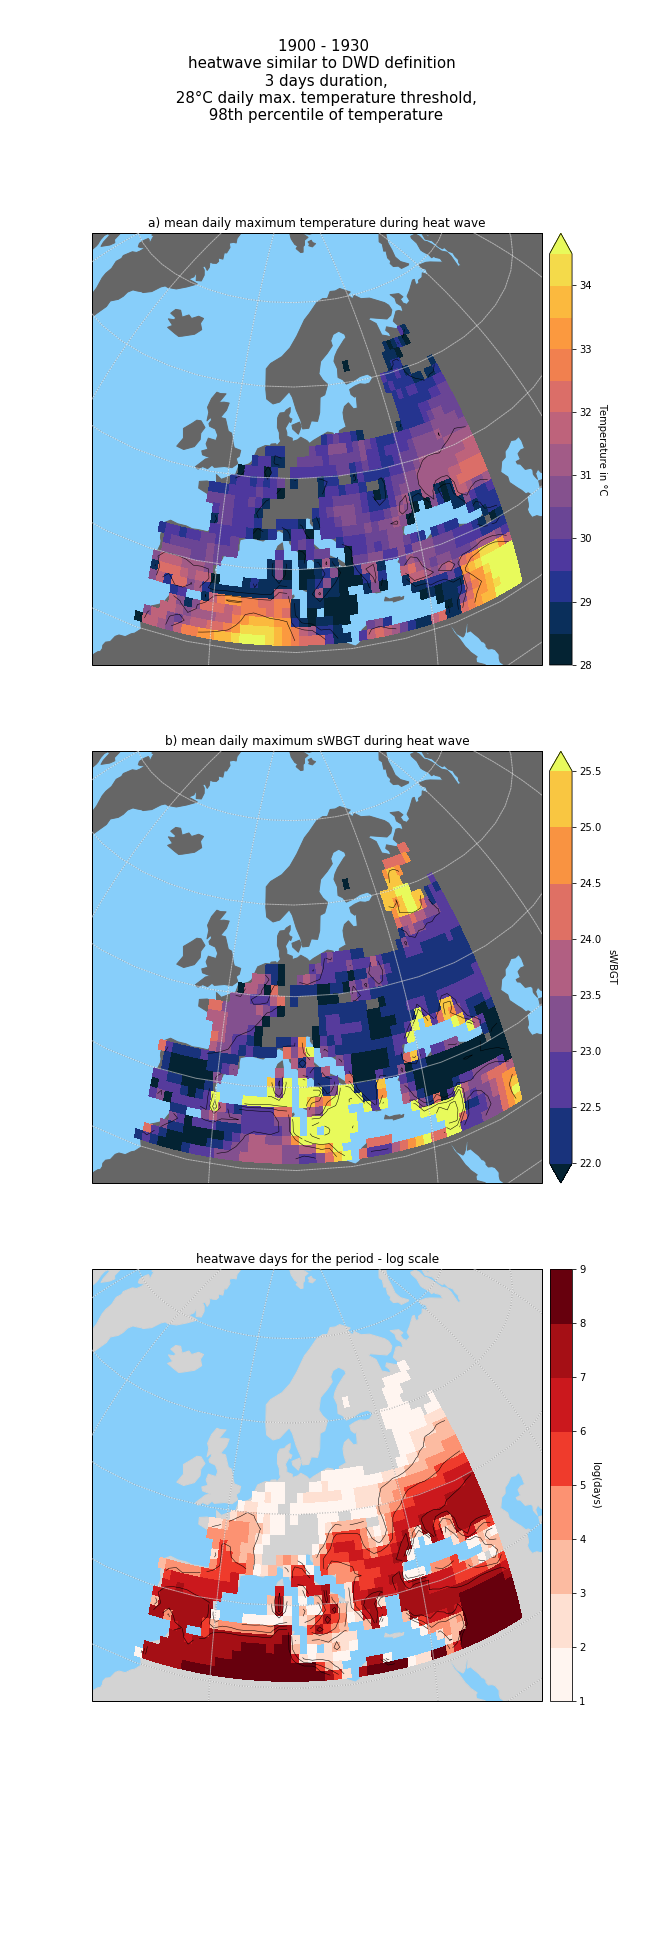 1900 - 1930
heatwave similar to DWD definition
3 days duration,
28°C daily max. temperature threshold,
98th percentile of temperature
a) mean daily maximum temperature during heat wave
34
33
32
31
30
29
28
Temperature in °C
b) mean daily maximum sWBGT during heat wave
25.5
25.0
24.5
24.0
23.5
23.0
22.5
22.0
sWBGT
heatwave days for the period - log scale
9
8
7
6
5
4
3
2
1
log(days)